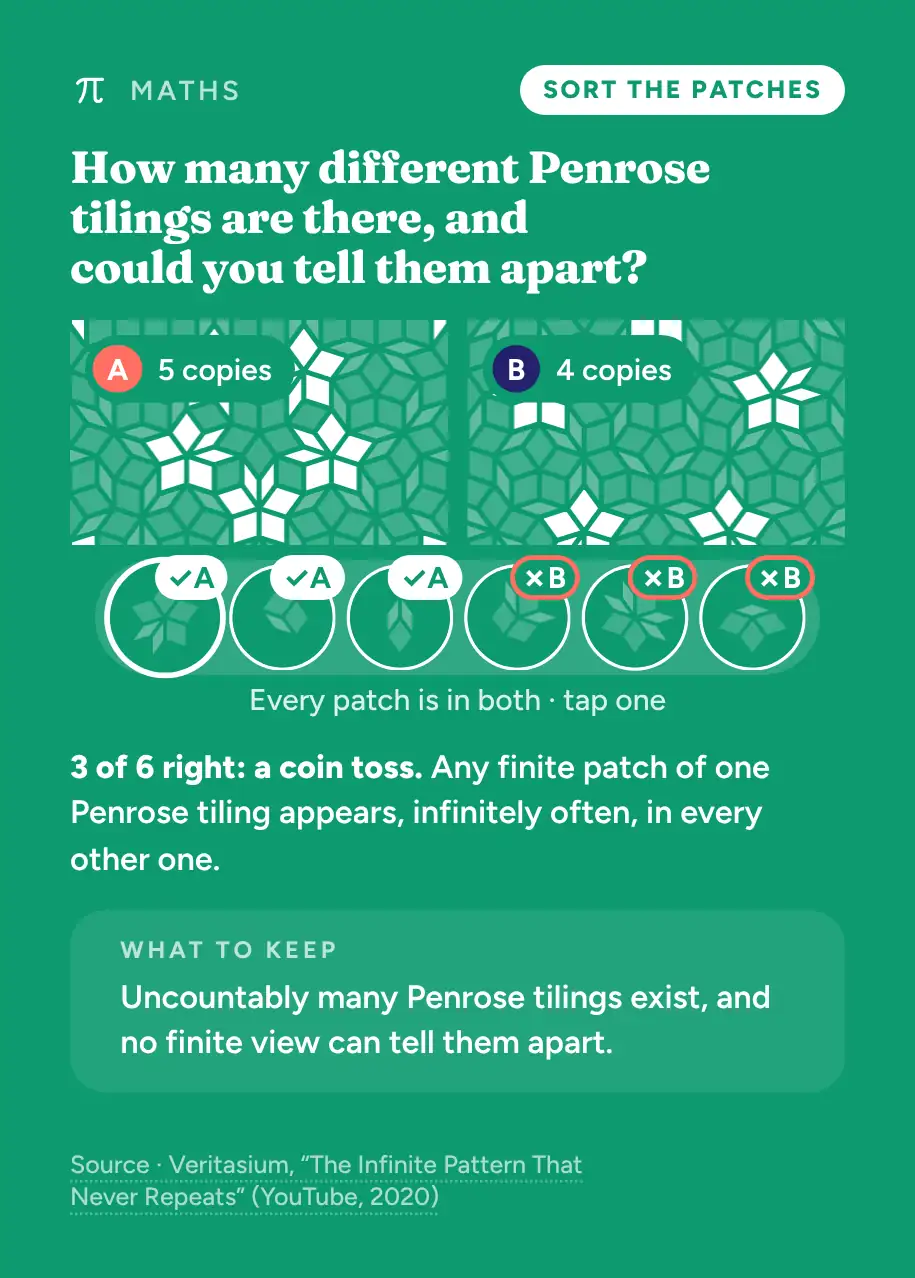 π MATHS
SORT THE PATCHES
How many different Penrose
tilings are there, and
could you tell them apart?
A 5 copies
B 4 copies
✓A ✓A ✓A ×B ×B ×B
Every patch is in both · tap one
3 of 6 right: a coin toss. Any finite patch of one
Penrose tiling appears, infinitely often, in every
other one.
WHAT TO KEEP
Uncountably many Penrose tilings exist, and
no finite view can tell them apart.
Source · Veritasium, “The Infinite Pattern That
Never Repeats” (YouTube, 2020)